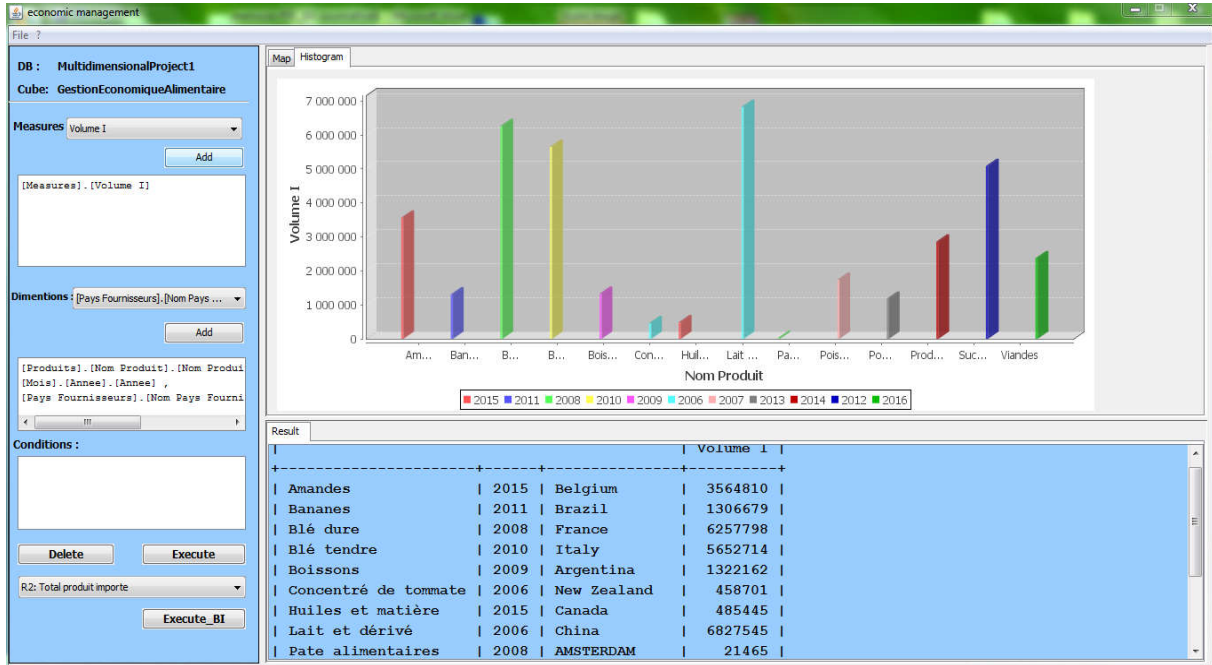 economic management
File ?
DB : MultidimensionalProject1
Cube: GestionEconomiqueAlimentaire
Measures Volume I
Add
[Measures].[Volume I]
Dimentions : [Pays Fournisseurs].[Nom Pays ...
Add
[Produits].[Nom Produit].[Nom Produi
[Mois].[Annee].[Annee] ,
[Pays Fournisseurs].[Nom Pays Fourni
Conditions :
Delete Execute
R2: Total produit importe
Execute_BI
Map Histogram
7 000 000
6 000 000
5 000 000
4 000 000
3 000 000
2 000 000
1 000 000
0
Volume I
Am... Ban... B... B... Bois... Con... Huil... Lait ... Pa... Pois... Po... Prod... Suc... Viandes
Nom Produit
2015 2011 2008 2010 2009 2006 2007 2013 2014 2012 2016
Result
| | Volume I |
+----------------------+------+---------------+----------+
| Amandes | 2015 | Belgium | 3564810 |
| Bananes | 2011 | Brazil | 1306679 |
| Blé dure | 2008 | France | 6257798 |
| Blé tendre | 2010 | Italy | 5652714 |
| Boissons | 2009 | Argentina | 1322162 |
| Concentré de tommate | 2006 | New Zealand | 458701 |
| Huiles et matière | 2015 | Canada | 485445 |
| Lait et dérivé | 2006 | China | 6827545 |
| Pate alimentaires | 2008 | AMSTERDAM | 21465 |